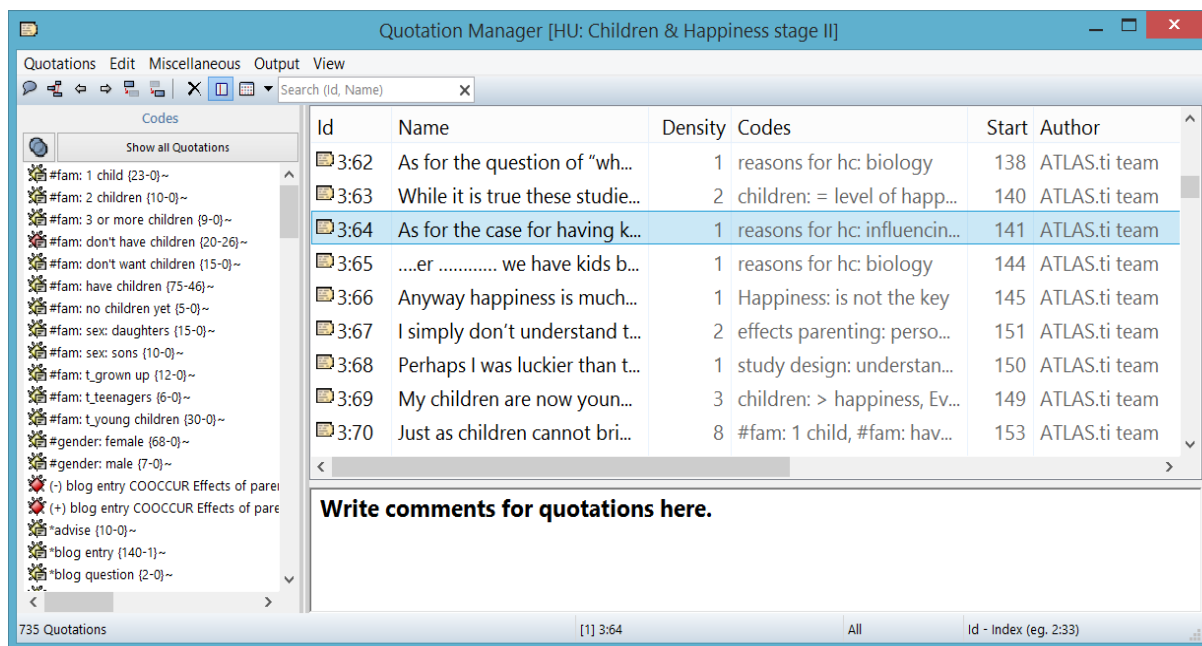 Quotation Manager [HU: Children & Happiness stage II]
Quotations Edit Miscellaneous Output View
Search (Id, Name)
Codes
Show all Quotations
#fam: 1 child {23-0}~
#fam: 2 children {10-0}~
#fam: 3 or more children {9-0}~
#fam: don't have children {20-26}~
#fam: don't want children {15-0}~
#fam: have children {75-46}~
#fam: no children yet {5-0}~
#fam: sex: daughters {15-0}~
#fam: sex: sons {10-0}~
#fam: t_grown up {12-0}~
#fam: t_teenagers {6-0}~
#fam: t_young children {30-0}~
#gender: female {68-0}~
#gender: male {7-0}~
(-) blog entry COOCCUR Effects of parer
(+) blog entry COOCCUR Effects of pare
*advise {10-0}~
*blog entry {140-1}~
*blog question {2-0}~
Id Name Density Codes Start Author
3:62 As for the question of “wh... 1 reasons for hc: biology 138 ATLAS.ti team
3:63 While it is true these studie... 2 children: = level of happ... 140 ATLAS.ti team
3:64 As for the case for having k... 1 reasons for hc: influencin... 141 ATLAS.ti team
3:65 ....er ............ we have kids b... 1 reasons for hc: biology 144 ATLAS.ti team
3:66 Anyway happiness is much... 1 Happiness: is not the key 145 ATLAS.ti team
3:67 I simply don’t understand t... 2 effects parenting: perso... 151 ATLAS.ti team
3:68 Perhaps I was luckier than t... 1 study design: understan... 150 ATLAS.ti team
3:69 My children are now youn... 3 children: > happiness, Ev... 149 ATLAS.ti team
3:70 Just as children cannot bri... 8 #fam: 1 child, #fam: hav... 153 ATLAS.ti team
Write comments for quotations here.
735 Quotations [1] 3:64 All Id - Index (eg. 2:33)